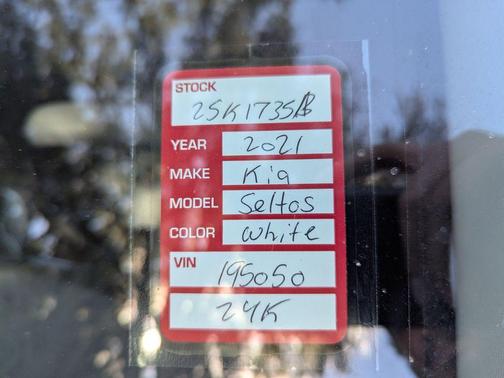 STOCK
25K1735B
YEAR 2021
MAKE Kia
MODEL Seltos
COLOR white
VIN
195050
24K